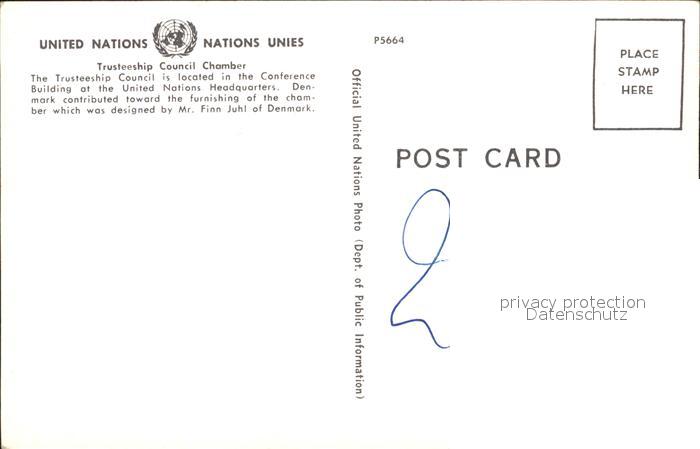 UNITED NATIONS NATIONS UNIES
Trusteeship Council Chamber
The Trusteeship Council is located in the Conference
Building at the United Nations Headquarters. Den-
mark contributed toward the furnishing of the cham-
ber which was designed by Mr. Finn Juhl of Denmark.
Official United Nations Photo (Dept. of Public Information)
P5664
PLACE
STAMP
HERE
POST CARD
privacy protection
Datenschutz